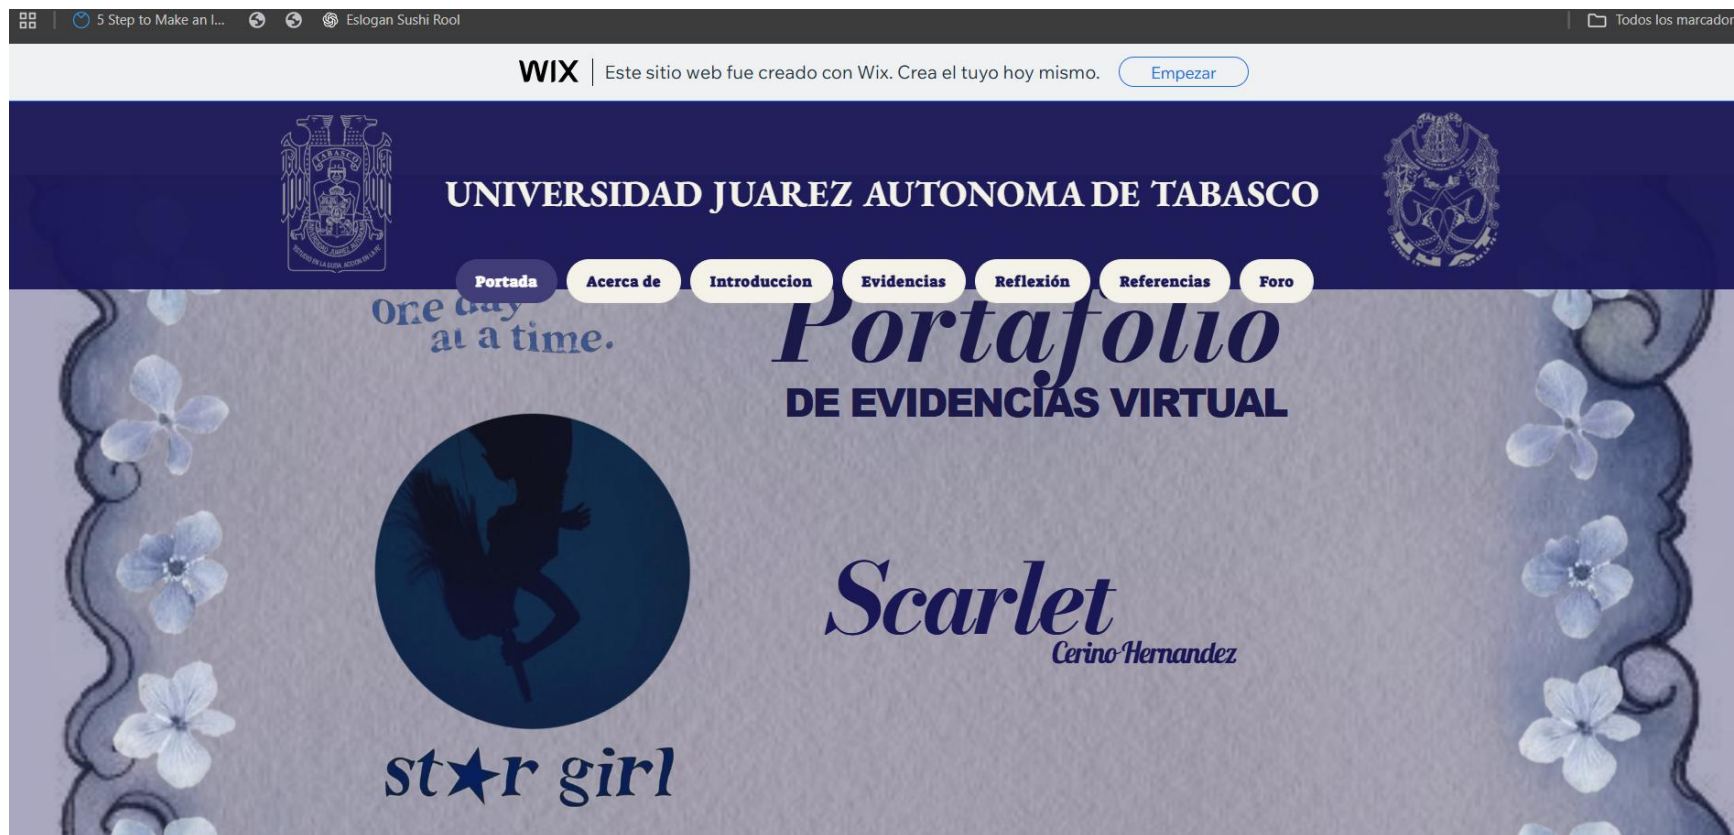 5 Step to Make an I...
Eslogan Sushi Rool
Todos los marcador
WIX
Este sitio web fue creado con Wix. Crea el tuyo hoy mismo.
Empezar
TABASCO
UNIVERSIDAD JUAREZ AUTONOMA DE TABASCO
Portada
Acerca de
Introduccion
Evidencias
Reflexión
Referencias
Foro
One day
at a time.
Portafolio
DE EVIDENCIAS VIRTUAL
Scarlet
Cerino Hernandez
st★r girl